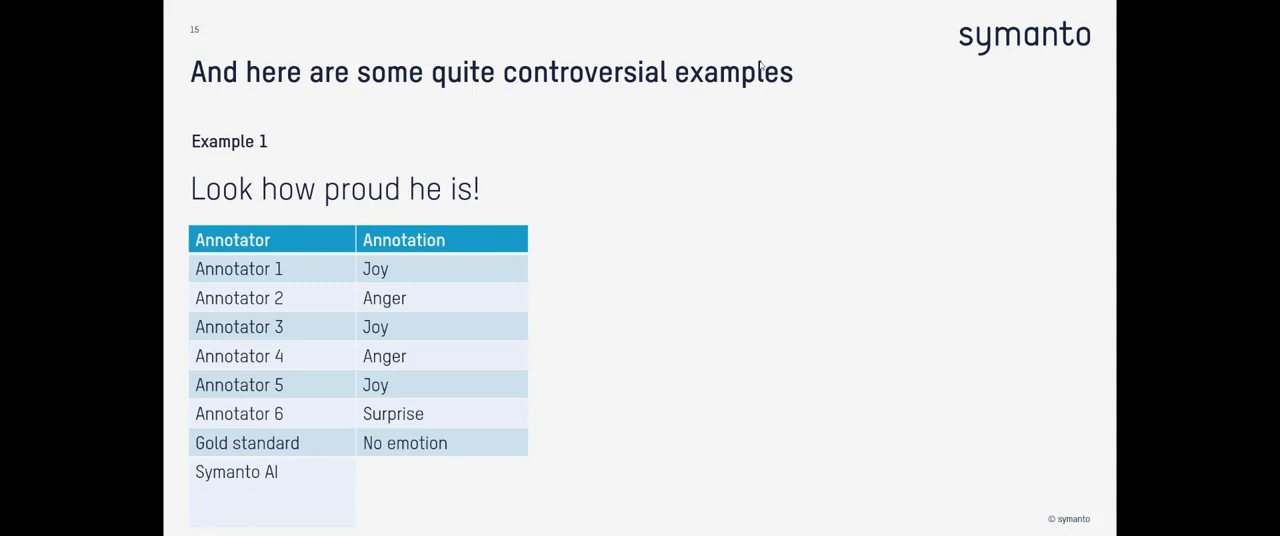 15
symanto
And here are some quite controversial examples
Example 1
Look how proud he is!
Annotator Annotation
Annotator 1 Joy
Annotator 2 Anger
Annotator 3 Joy
Annotator 4 Anger
Annotator 5 Joy
Annotator 6 Surprise
Gold standard No emotion
Symanto AI
© symanto